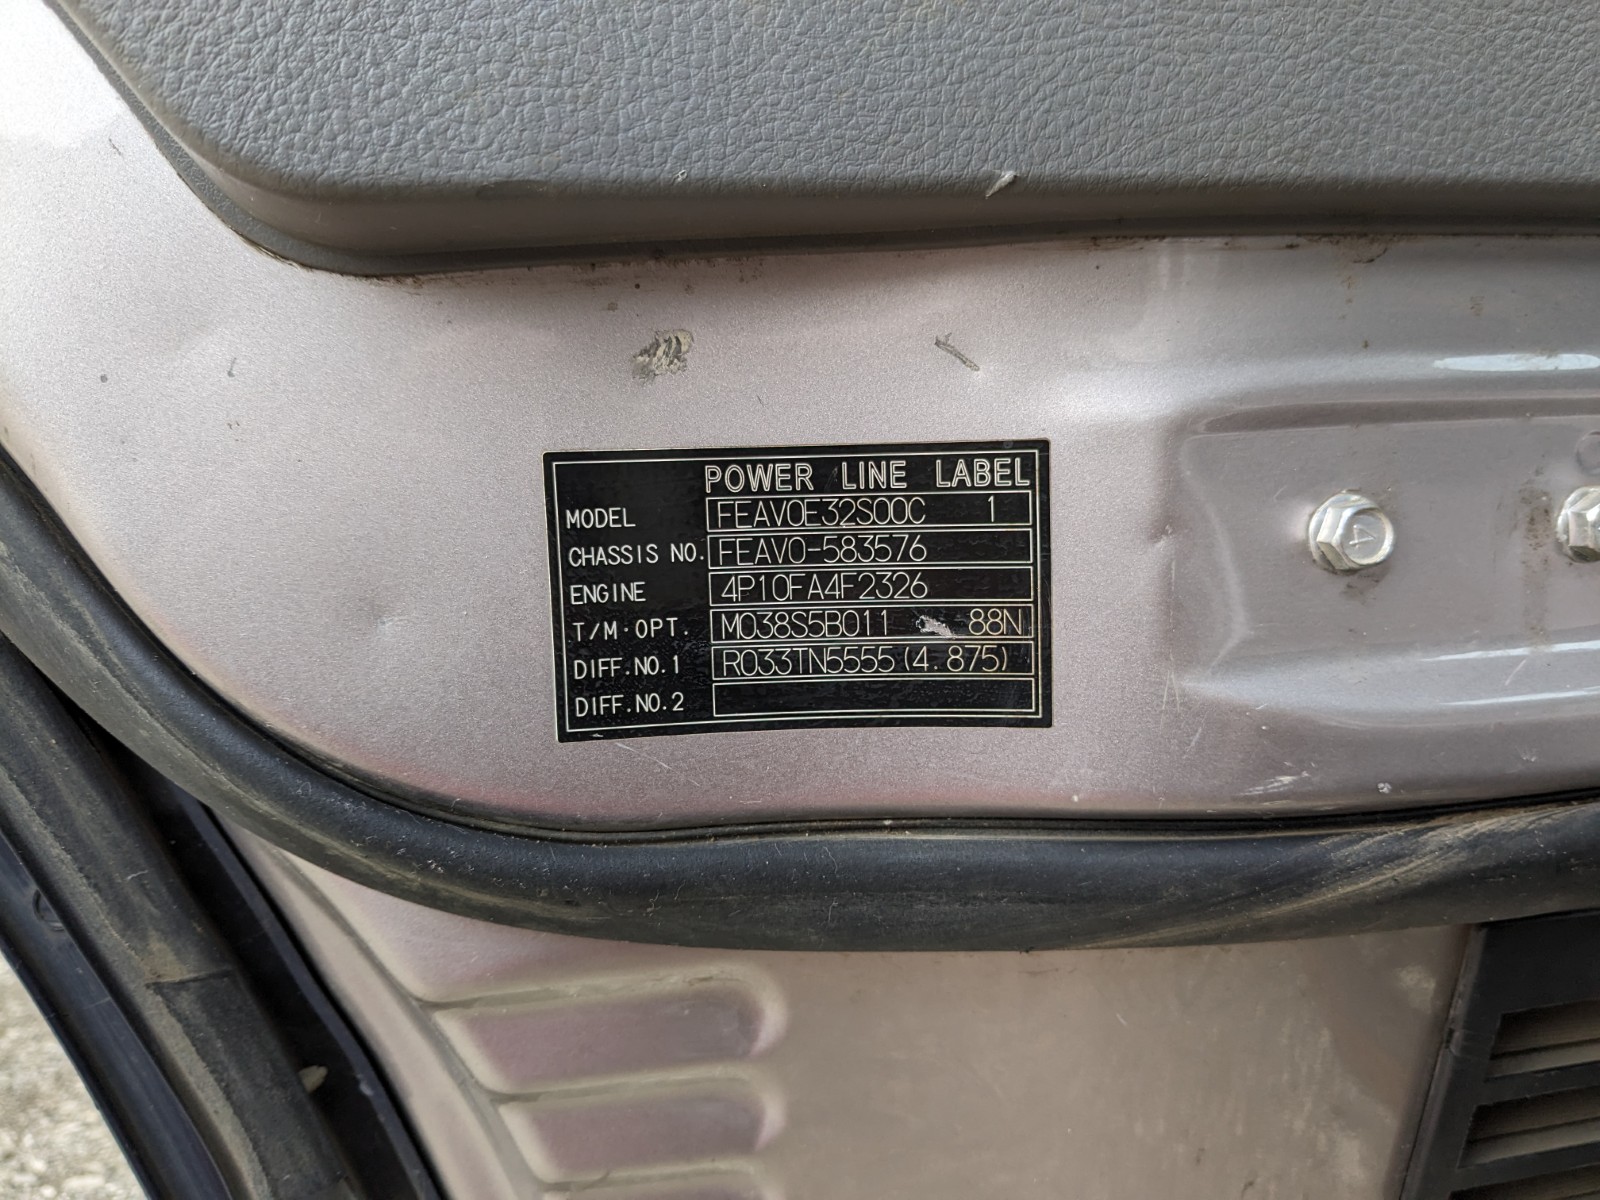 POWER LINE LABEL
MODEL FEAV0E32S00C 1
CHASSIS NO. FEAV0-583576
ENGINE 4P10FA4F2326
T/M·OPT. M038S5B011 88N
DIFF.NO.1 R033TN5555(4.875)
DIFF.NO.2
4